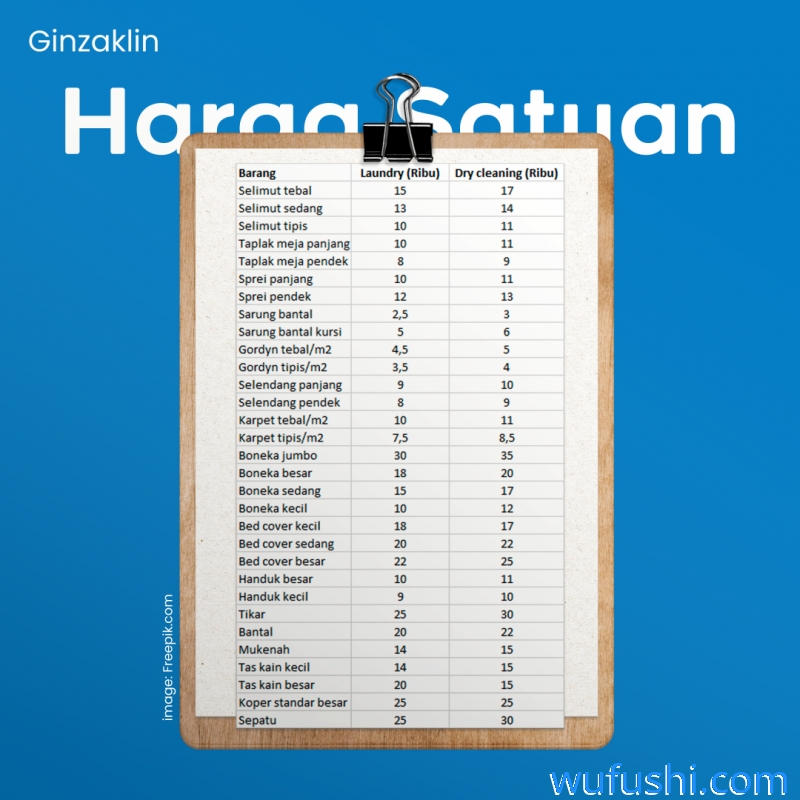 Ginzaklin
Harga Satuan
Barang Laundry (Ribu) Dry cleaning (Ribu)
Selimut tebal 15 17
Selimut sedang 13 14
Selimut tipis 10 11
Taplak meja panjang 10 11
Taplak meja pendek 8 9
Sprei panjang 10 11
Sprei pendek 12 13
Sarung bantal 2,5 3
Sarung bantal kursi 5 6
Gordyn tebal/m2 4,5 5
Gordyn tipis/m2 3,5 4
Selendang panjang 9 10
Selendang pendek 8 9
Karpet tebal/m2 10 11
Karpet tipis/m2 7,5 8,5
Boneka jumbo 30 35
Boneka besar 18 20
Boneka sedang 15 17
Boneka kecil 10 12
Bed cover kecil 18 17
Bed cover sedang 20 22
Bed cover besar 22 25
Handuk besar 10 11
Handuk kecil 9 10
Tikar 25 30
Bantal 20 22
Mukenah 14 15
Tas kain kecil 14 15
Tas kain besar 20 15
Koper standar besar 25 25
Sepatu 25 30
image: Freepik.com
wufushi.com